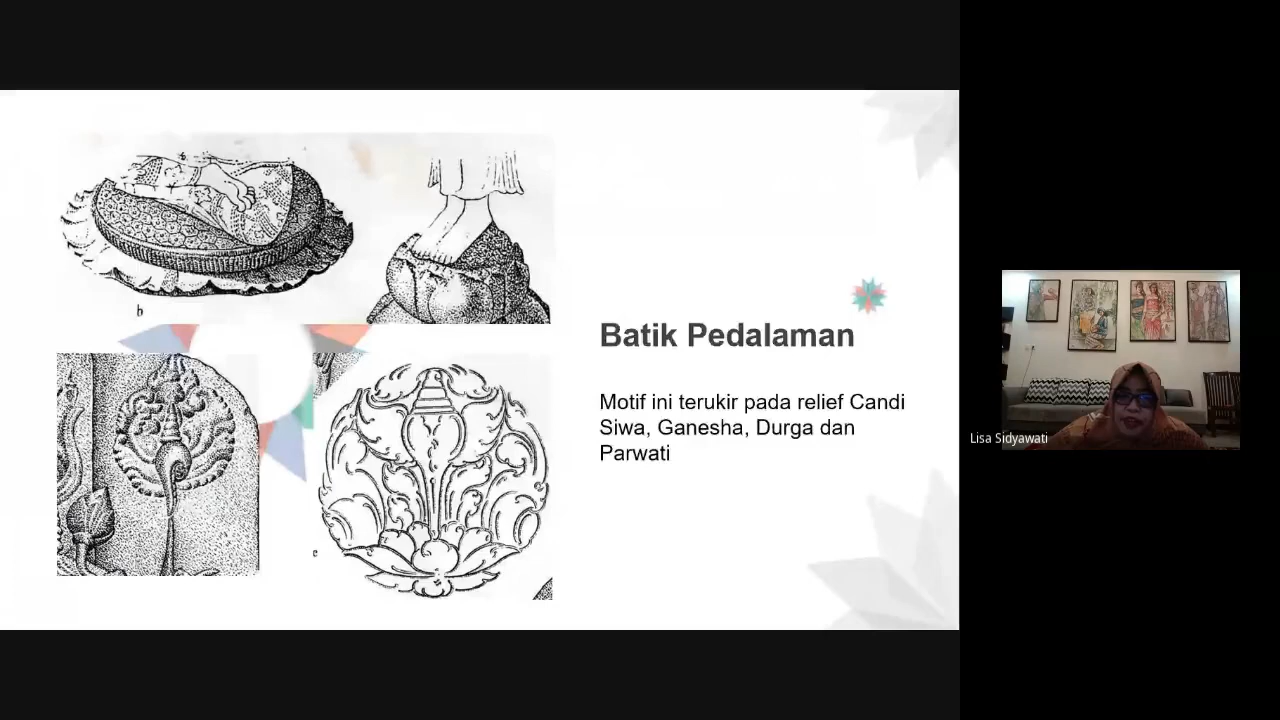 b
c
Batik Pedalaman
Motif ini terukir pada relief Candi
Siwa, Ganesha, Durga dan
Parwati
Lisa Sidyawati